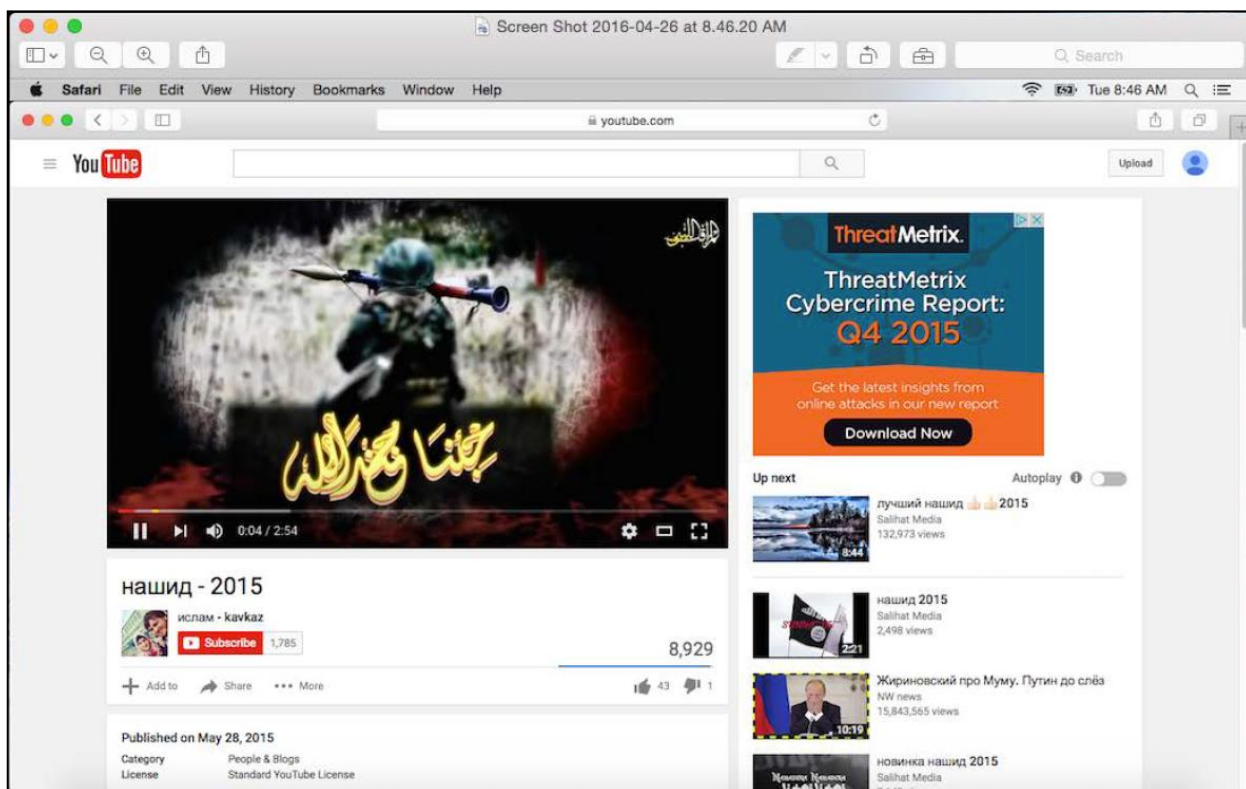 Screen Shot 2016-04-26 at 8.46.20 AM
Search
Safari File Edit View History Bookmarks Window Help
Tue 8:46 AM
youtube.com
YouTube
Upload
جئنا
ThreatMetrix.
ThreatMetrix
Cybercrime Report:
Q4 2015
Get the latest insights from
online attacks in our new report
Download Now
0:04 / 2:54
нашид - 2015
ислам - kavkaz
Subscribe 1,785
8,929
Add to Share More
43 1
Published on May 28, 2015
Category People & Blogs
License Standard YouTube License
Up next Autoplay
лучший нашид 👍👍2015
Salihat Media
132,973 views
8:44
нашид 2015
Salihat Media
2,498 views
2:21
Жириновский про Муму. Путин до слёз
NW news
15,843,565 views
10:19
новинка нашид 2015
Salihat Media